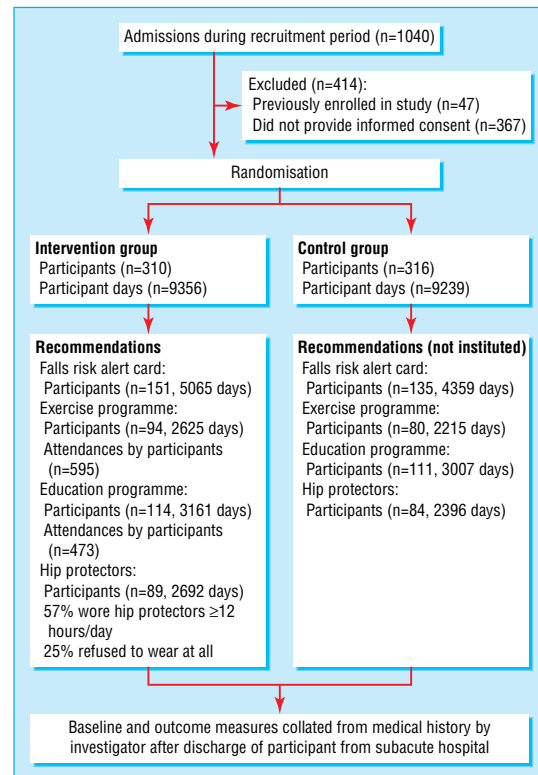 Admissions during recruitment period (n=1040)
Excluded (n=414):
Previously enrolled in study (n=47)
Did not provide informed consent (n=367)
Randomisation
Intervention group
Participants (n=310)
Participant days (n=9356)
Control group
Participants (n=316)
Participant days (n=9239)
Recommendations
Falls risk alert card:
Participants (n=151, 5065 days)
Exercise programme:
Participants (n=94, 2625 days)
Attendances by participants
(n=595)
Education programme:
Participants (n=114, 3161 days)
Attendances by participants
(n=473)
Hip protectors:
Participants (n=89, 2692 days)
57% wore hip protectors ≥12
hours/day
25% refused to wear at all
Recommendations (not instituted)
Falls risk alert card:
Participants (n=135, 4359 days)
Exercise programme:
Participants (n=80, 2215 days)
Education programme:
Participants (n=111, 3007 days)
Hip protectors:
Participants (n=84, 2396 days)
Baseline and outcome measures collated from medical history by
investigator after discharge of participant from subacute hospital